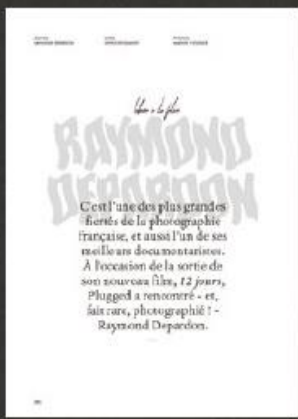 RAYMOND
DEPARDON
C'est l'une des plus grandes
fiertés de la photographie
française, et aussi l'un de ses
meilleurs documentaristes.
À l'occasion de la sortie de
son nouveau film, 12 jours,
Plugged a rencontré - et,
fait rare, photographié ! -
Raymond Depardon.